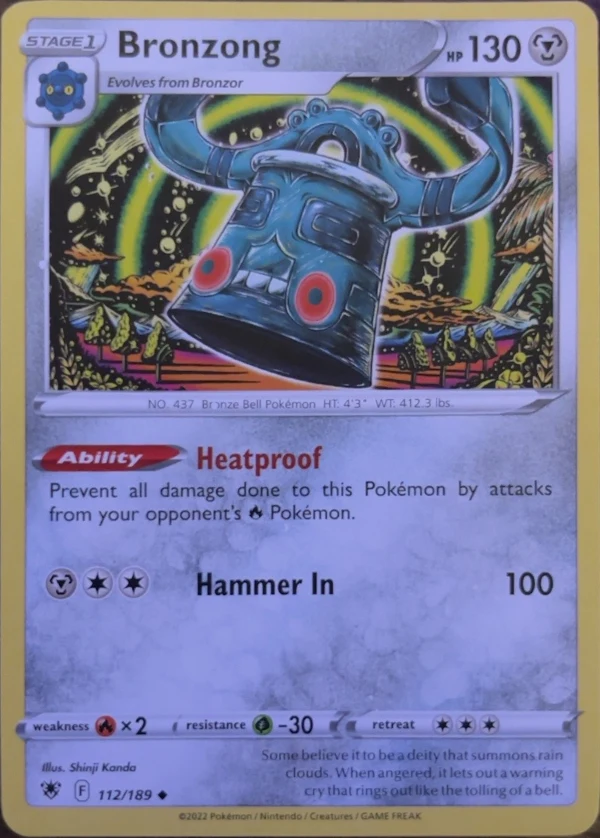 STAGE 1 Bronzong HP 130
Evolves from Bronzor
NO. 437 Bronze Bell Pokémon HT: 4'3" WT: 412.3 lbs.
Ability Heatproof
Prevent all damage done to this Pokémon by attacks
from your opponent's Pokémon.
Hammer In 100
weakness ×2 resistance -30 retreat
Some believe it to be a deity that summons rain
clouds. When angered, it lets out a warning
cry that rings out like the tolling of a bell.
Illus. Shinji Kanda
F 112/189
©2022 Pokémon / Nintendo / Creatures / GAME FREAK